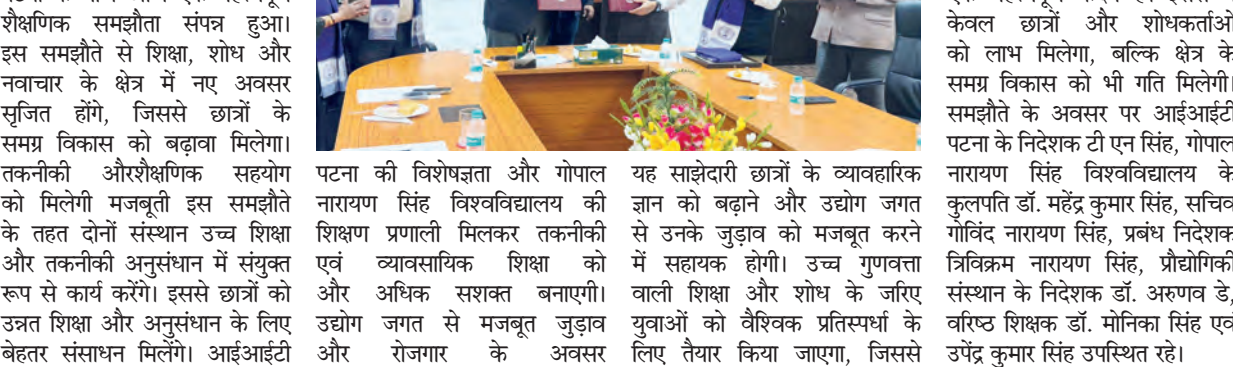 शैक्षणिक समझौता संपन्न हुआ।
इस समझौते से शिक्षा, शोध और
नवाचार के क्षेत्र में नए अवसर
सृजित होंगे, जिससे छात्रों के
समग्र विकास को बढ़ावा मिलेगा।
तकनीकी औरशैक्षणिक सहयोग
को मिलेगी मजबूती इस समझौते
के तहत दोनों संस्थान उच्च शिक्षा
और तकनीकी अनुसंधान में संयुक्त
रूप से कार्य करेंगे। इससे छात्रों को
उन्नत शिक्षा और अनुसंधान के लिए
बेहतर संसाधन मिलेंगे। आईआईटी
पटना की विशेषज्ञता और गोपाल
नारायण सिंह विश्वविद्यालय की
शिक्षण प्रणाली मिलकर तकनीकी
एवं व्यावसायिक शिक्षा को
और अधिक सशक्त बनाएगी।
उद्योग जगत से मजबूत जुड़ाव
और रोजगार के अवसर
यह साझेदारी छात्रों के व्यावहारिक
ज्ञान को बढ़ाने और उद्योग जगत
से उनके जुड़ाव को मजबूत करने
में सहायक होगी। उच्च गुणवत्ता
वाली शिक्षा और शोध के जरिए
युवाओं को वैश्विक प्रतिस्पर्धा के
लिए तैयार किया जाएगा, जिससे
केवल छात्रों और शोधकर्ताओं
को लाभ मिलेगा, बल्कि क्षेत्र के
समग्र विकास को भी गति मिलेगी।
समझौते के अवसर पर आईआईटी
पटना के निदेशक टी एन सिंह, गोपाल
नारायण सिंह विश्वविद्यालय के
कुलपति डॉ. महेंद्र कुमार सिंह, सचिव
गोविंद नारायण सिंह, प्रबंध निदेशक
त्रिविक्रम नारायण सिंह, प्रौद्योगिकी
संस्थान के निदेशक डॉ. अरुणव डे,
वरिष्ठ शिक्षक डॉ. मोनिका सिंह एवं
उपेंद्र कुमार सिंह उपस्थित रहे।